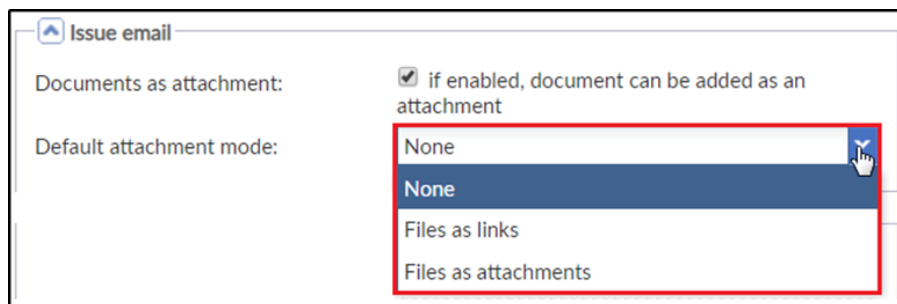 Issue email
Documents as attachment:
if enabled, document can be added as an
attachment
Default attachment mode:
None
None
Files as links
Files as attachments